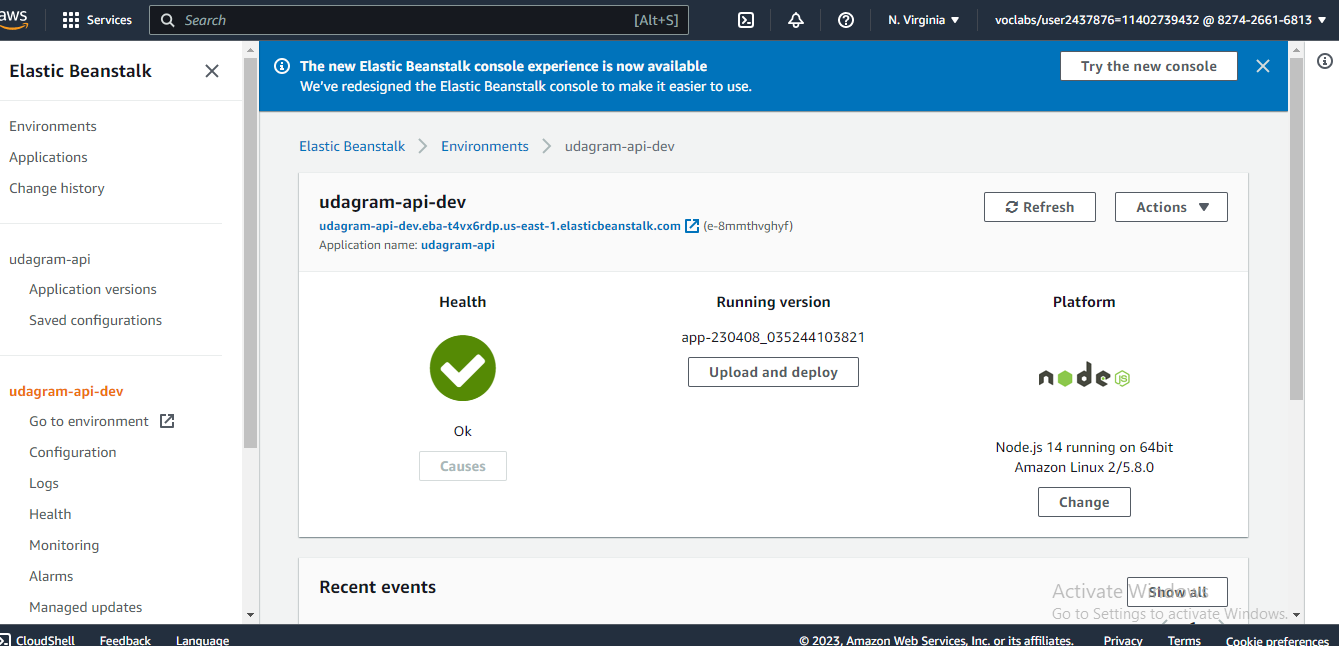 aws
Services
Search
[Alt+S]
N. Virginia
voclabs/user2437876=11402739432 @ 8274-2661-6813
Elastic Beanstalk
Environments
Applications
Change history
udagram-api
Application versions
Saved configurations
udagram-api-dev
Go to environment
Configuration
Logs
Health
Monitoring
Alarms
Managed updates
The new Elastic Beanstalk console experience is now available
We've redesigned the Elastic Beanstalk console to make it easier to use.
Try the new console
Elastic Beanstalk
Environments
udagram-api-dev
udagram-api-dev
udagram-api-dev.eba-t4vx6rdp.us-east-1.elasticbeanstalk.com (e-8mmthvghyf)
Application name: udagram-api
Refresh
Actions
Health
Ok
Causes
Running version
app-230408_035244103821
Upload and deploy
Platform
node
JS
Node.js 14 running on 64bit
Amazon Linux 2/5.8.0
Change
Recent events
Show all
Activate Windows
Go to Settings to activate Windows.
CloudShell
Feedback
Language
© 2023, Amazon Web Services, Inc. or its affiliates.
Privacy
Terms
Cookie preferences